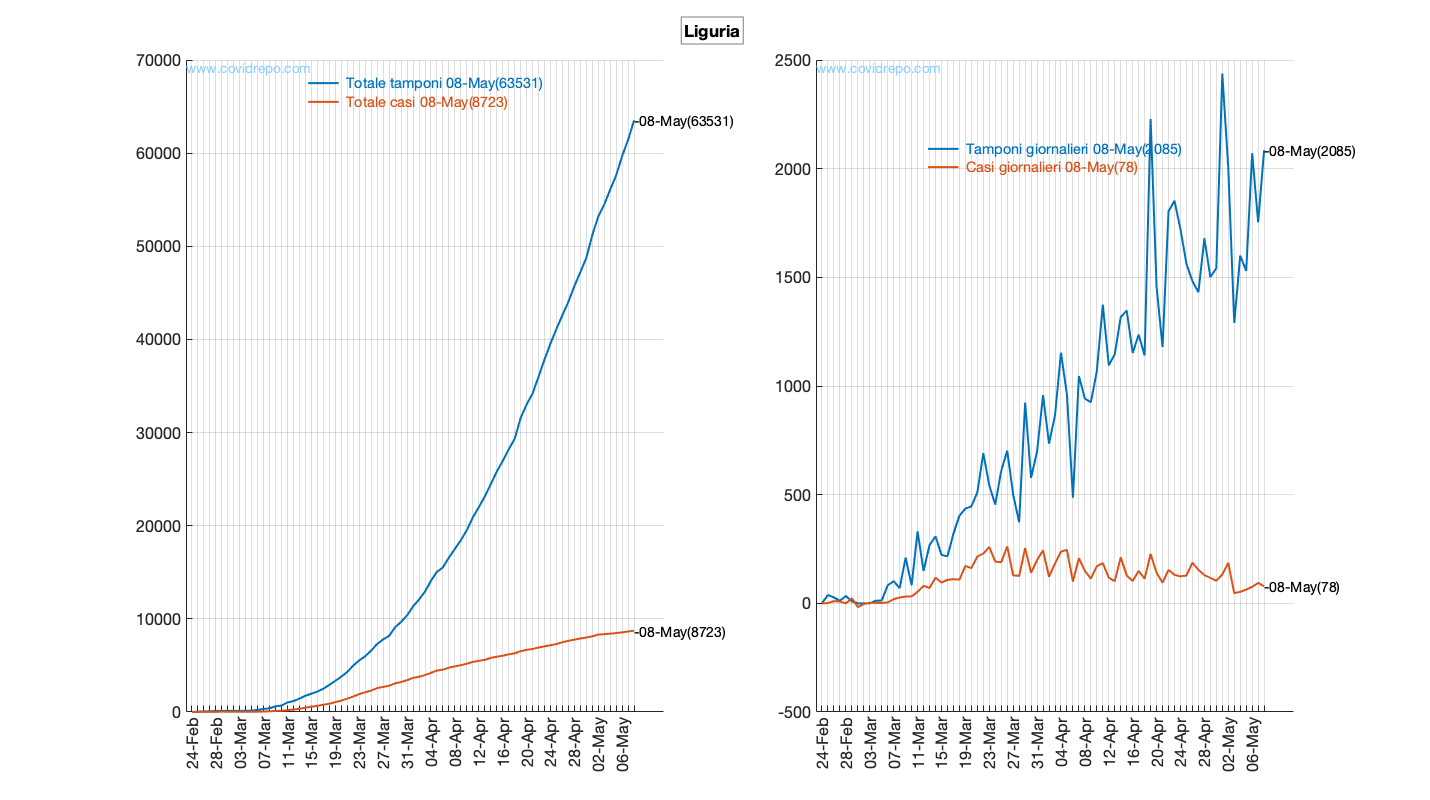 Liguria
www.covidrepo.com
Totale tamponi 08-May(63531)
Totale casi 08-May(8723)
-08-May(63531)
-08-May(8723)
70000
60000
50000
40000
30000
20000
10000
0
24-Feb
28-Feb
03-Mar
07-Mar
11-Mar
15-Mar
19-Mar
23-Mar
27-Mar
31-Mar
04-Apr
08-Apr
12-Apr
16-Apr
20-Apr
24-Apr
28-Apr
02-May
06-May
www.covidrepo.com
Tamponi giornalieri 08-May(2085)
Casi giornalieri 08-May(78)
-08-May(2085)
-08-May(78)
2500
2000
1500
1000
500
0
-500
24-Feb
28-Feb
03-Mar
07-Mar
11-Mar
15-Mar
19-Mar
23-Mar
27-Mar
31-Mar
04-Apr
08-Apr
12-Apr
16-Apr
20-Apr
24-Apr
28-Apr
02-May
06-May